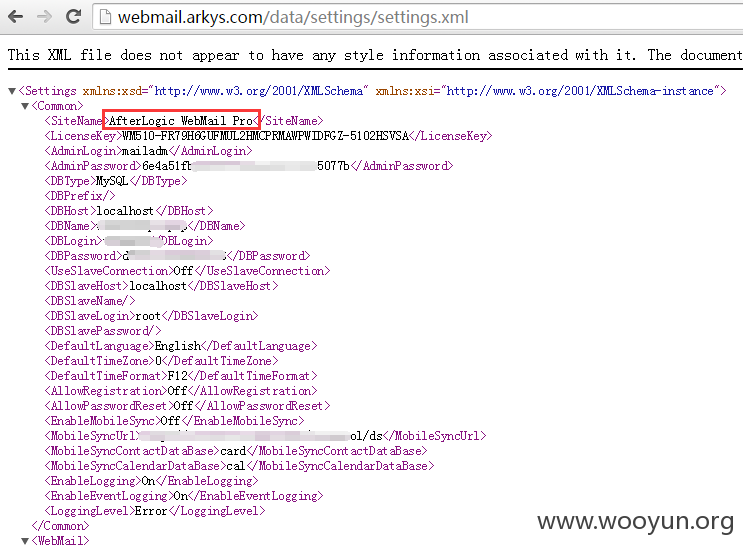 webmail.arkys.com/data/settings/settings.xml
This XML file does not appear to have any style information associated with it. The document
▼<Settings xmlns:xsd="http://www.w3.org/2001/XMLSchema" xmlns:xsi="http://www.w3.org/2001/XMLSchema-instance">
▼<Common>
<SiteName>AfterLogic WebMail Pro</SiteName>
<LicenseKey>WM510-FR79H6GUFMUL2HMCPRMAWPWIDFGZ-5102HSVSA</LicenseKey>
<AdminLogin>mailadm</AdminLogin>
<AdminPassword>6e4a51fb 5077b</AdminPassword>
<DBType>MySQL</DBType>
<DBPrefix/>
<DBHost>localhost</DBHost>
<DBName> </DBName>
<DBLogin> /DBLogin>
<DBPassword>d </DBPassword>
<UseSlaveConnection>Off</UseSlaveConnection>
<DBSlaveHost>localhost</DBSlaveHost>
<DBSlaveName/>
<DBSlaveLogin>root</DBSlaveLogin>
<DBSlavePassword/>
<DefaultLanguage>English</DefaultLanguage>
<DefaultTimeZone>0</DefaultTimeZone>
<DefaultTimeFormat>F12</DefaultTimeFormat>
<AllowRegistration>Off</AllowRegistration>
<AllowPasswordReset>Off</AllowPasswordReset>
<EnableMobileSync>Off</EnableMobileSync>
<MobileSyncUrl> ol/ds</MobileSyncUrl>
<MobileSyncContactDataBase>card</MobileSyncContactDataBase>
<MobileSyncCalendarDataBase>cal</MobileSyncCalendarDataBase>
<EnableLogging>On</EnableLogging>
<EnableEventLogging>On</EnableEventLogging>
<LoggingLevel>Error</LoggingLevel>
</Common>
▼<WebMail>
www.wooyun.org